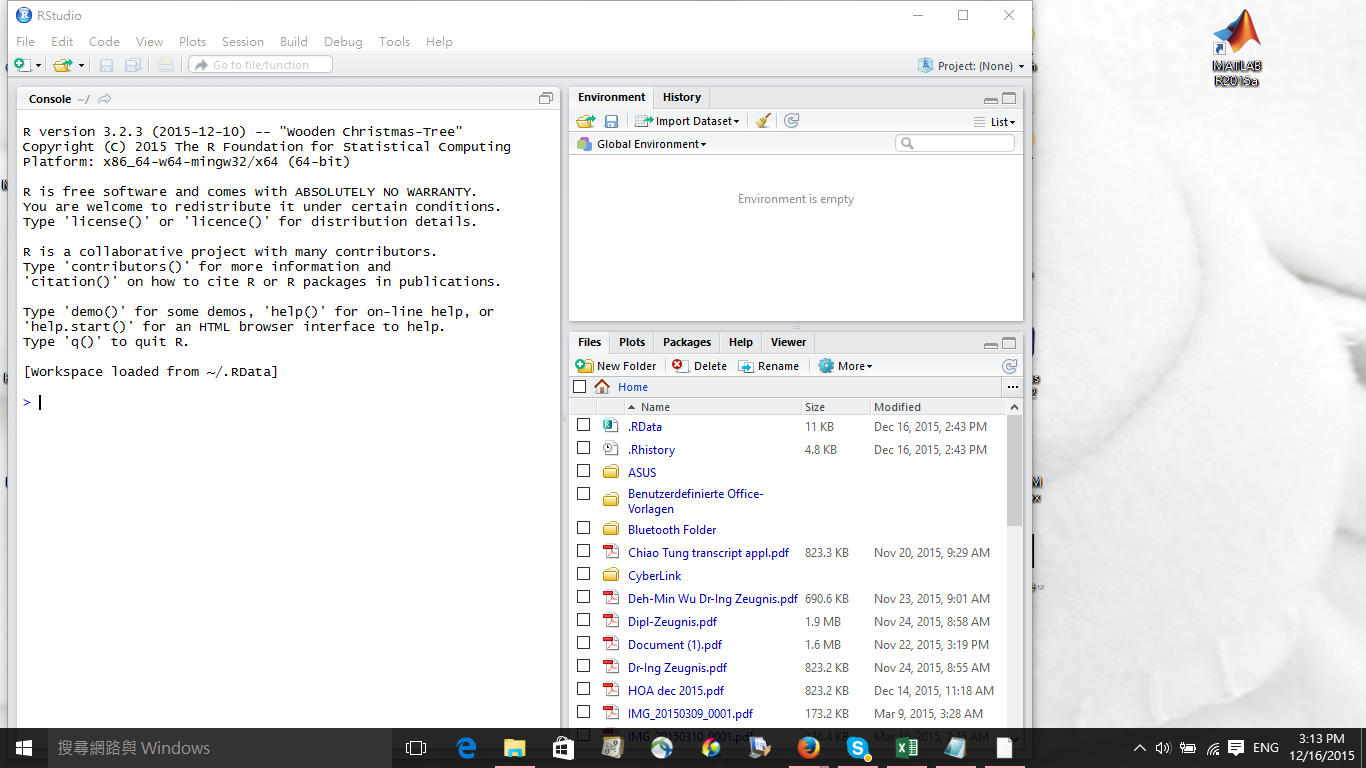 RStudio
File Edit Code View Plots Session Build Debug Tools Help
Go to file/function
Project: (None)
Console ~/
R version 3.2.3 (2015-12-10) -- "Wooden Christmas-Tree"
Copyright (C) 2015 The R Foundation for Statistical Computing
Platform: x86_64-w64-mingw32/x64 (64-bit)
R is free software and comes with ABSOLUTELY NO WARRANTY.
You are welcome to redistribute it under certain conditions.
Type 'license()' or 'licence()' for distribution details.
R is a collaborative project with many contributors.
Type 'contributors()' for more information and
'citation()' on how to cite R or R packages in publications.
Type 'demo()' for some demos, 'help()' for on-line help, or
'help.start()' for an HTML browser interface to help.
Type 'q()' to quit R.
[Workspace loaded from ~/.RData]
>
Environment History
Import Dataset List
Global Environment
Environment is empty
Files Plots Packages Help Viewer
New Folder Delete Rename More
Home ...
Name Size Modified
.RData 11 KB Dec 16, 2015, 2:43 PM
.Rhistory 4.8 KB Dec 16, 2015, 2:43 PM
ASUS
Benutzerdefinierte Office-
Vorlagen
Bluetooth Folder
Chiao Tung transcript appl.pdf 823.3 KB Nov 20, 2015, 9:29 AM
CyberLink
Deh-Min Wu Dr-Ing Zeugnis.pdf 690.6 KB Nov 23, 2015, 9:01 AM
Dipl-Zeugnis.pdf 1.9 MB Nov 24, 2015, 8:58 AM
Document (1).pdf 1.6 MB Nov 22, 2015, 3:19 PM
Dr-Ing Zeugnis.pdf 823.2 KB Nov 24, 2015, 8:55 AM
HOA dec 2015.pdf 823.2 KB Dec 14, 2015, 11:18 AM
IMG_20150309_0001.pdf 173.2 KB Mar 9, 2015, 3:28 AM
IMG_20150310_0001.pdf
MATLAB
R2015a
搜尋網路與 Windows
ENG
3:13 PM
12/16/2015